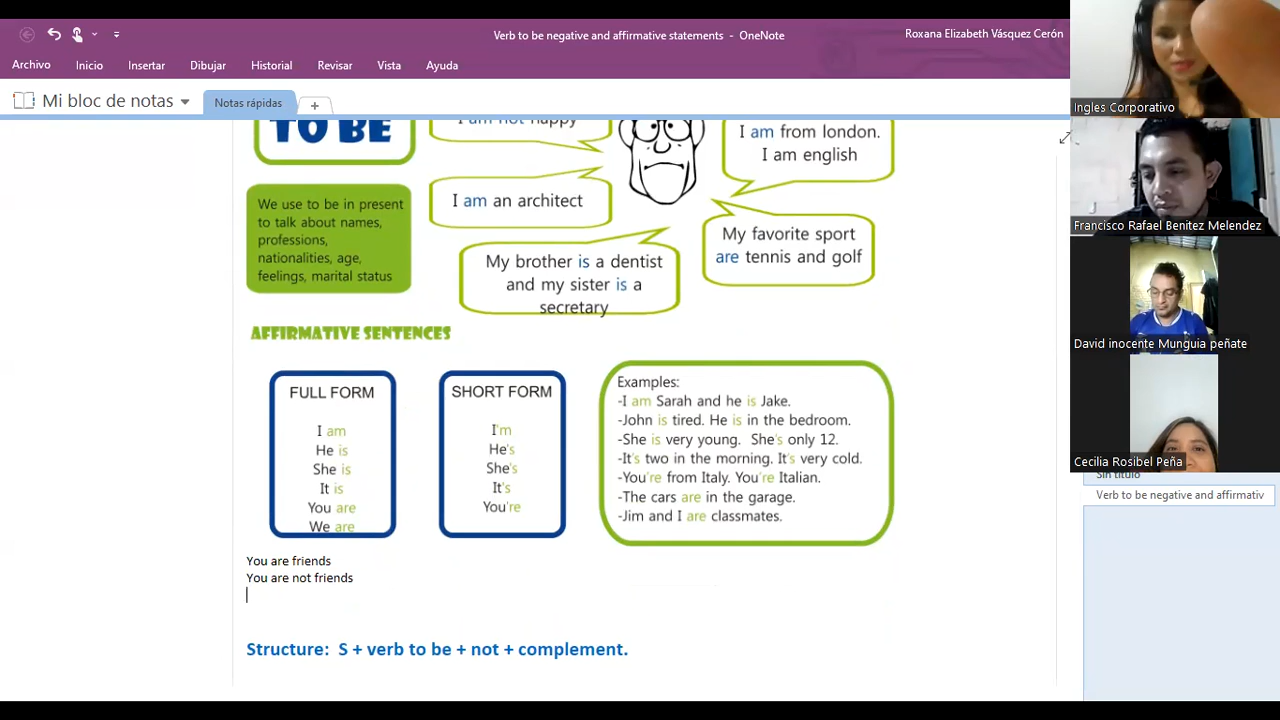 Verb to be negative and affirmative statements - OneNote
Roxana Elizabeth Vásquez Cerón
Archivo
Inicio
Insertar
Dibujar
Historial
Revisar
Vista
Ayuda
Mi bloc de notas
Notas rápidas
+
TO BE
I am not happy
I am from london.
I am english
We use to be in present
to talk about names,
professions,
nationalities, age,
feelings, marital status
I am an architect
My brother is a dentist
and my sister is a
secretary
My favorite sport
are tennis and golf
AFFIRMATIVE SENTENCES
FULL FORM
I am
He is
She is
It is
You are
We are
SHORT FORM
I'm
He's
She's
It's
You're
Examples:
-I am Sarah and he is Jake.
-John is tired. He is in the bedroom.
-She is very young. She's only 12.
-It's two in the morning. It's very cold.
-You're from Italy. You're Italian.
-The cars are in the garage.
-Jim and I are classmates.
You are friends
You are not friends
Structure: S + verb to be + not + complement.
Ingles Corporativo
Francisco Rafael Benitez Melendez
David inocente Munguia peñate
Cecilia Rosibel Peña
Sin título
Verb to be negative and affirmativ